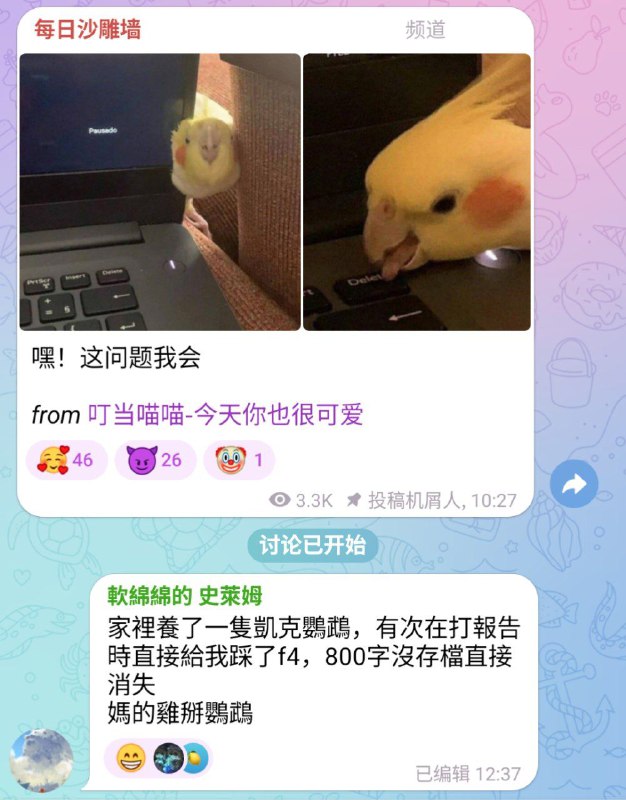 每日沙雕墙 频道
Pausado
PrtScr Insert Delete
Delete
嘿！这问题我会
from 叮当喵喵-今天你也很可爱
46 26 1
3.3K 投稿机屑人, 10:27
讨论已开始
軟綿綿的 史萊姆
家裡養了一隻凱克鸚鵡，有次在打報告
時直接給我踩了f4，800字沒存檔直接
消失
媽的雞掰鸚鵡
已编辑 12:37